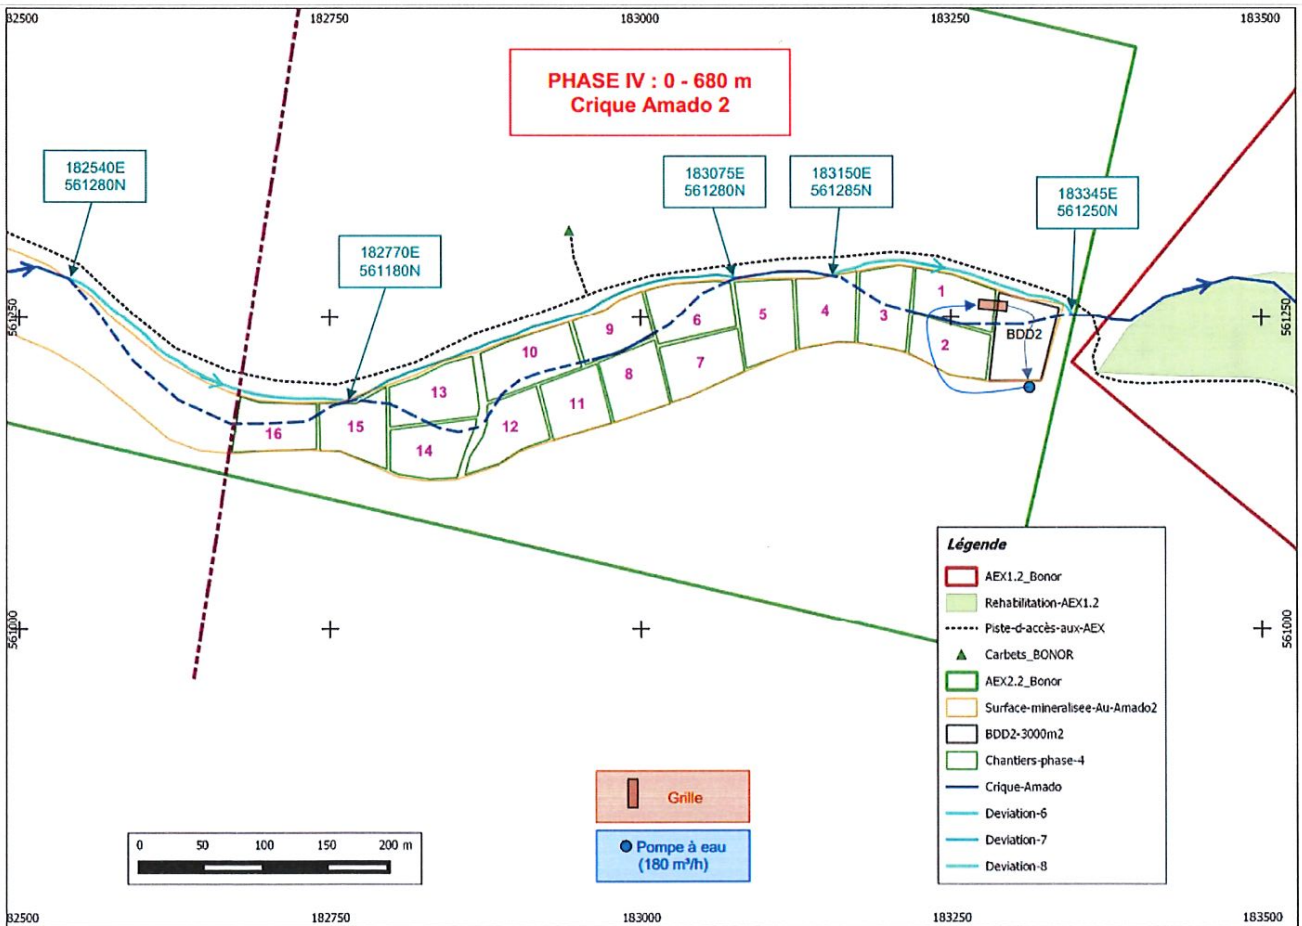 82500
182750
183000
183250
183500
PHASE IV : 0 - 680 m
Crique Amado 2
182540E
561280N
183075E
561280N
183150E
561285N
183345E
561250N
182770E
561180N
561250
561250
1
2
3
4
5
6
7
8
9
10
11
12
13
14
15
16
BDD2
561000
561000
Légende
AEX1.2_Bonor
Rehabilitation-AEX1.2
Piste-d-accès-aux-AEX
Carbets_BONOR
AEX2.2_Bonor
Surface-mineralisee-Au-Amado2
BDD2-3000m2
Chantiers-phase-4
Crique-Amado
Deviation-6
Deviation-7
Deviation-8
Grille
Pompe à eau
(180 m³/h)
0 50 100 150 200 m
82500
182750
183000
183250
183500